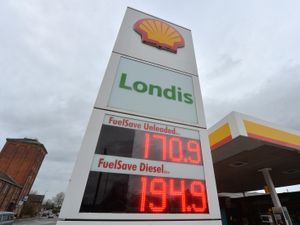 Londis
FuelSave Unleaded...
170.9
FuelSave Diesel...
194.9